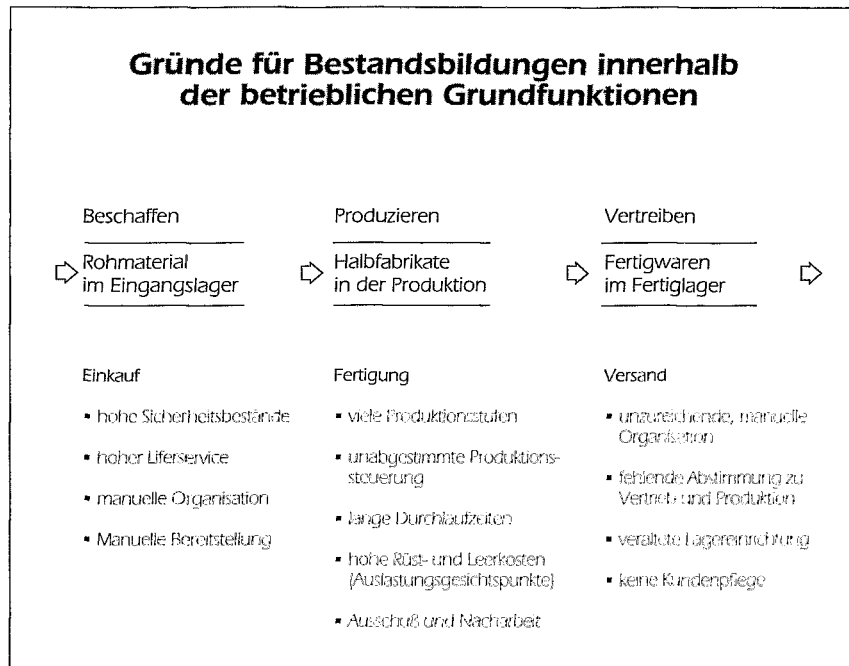 Gründe für Bestandsbildungen innerhalb
der betrieblichen Grundfunktionen
Beschaffen
Rohmaterial
im Eingangslager
Produzieren
Halbfabrikate
in der Produktion
Vertreiben
Fertigwaren
im Fertiglager
Einkauf
▪ hohe Sicherheitsbestände
▪ hoher Liferservice
▪ manuelle Organisation
▪ Manuelle Bereitstellung
Fertigung
▪ viele Produktionsstufen
▪ unabgestimmte Produktions-
steuerung
▪ lange Durchlaufzeiten
▪ hohe Rüst- und Leerkosten
(Auslastungsgesichtspunkte)
▪ Ausschuß und Nacharbeit
Versand
▪ unzureichende, manuelle
Organisation
▪ fehlende Abstimmung zu
Vertrieb und Produktion
▪ veraltete Lagereinrichtung
▪ keine Kundenpflege